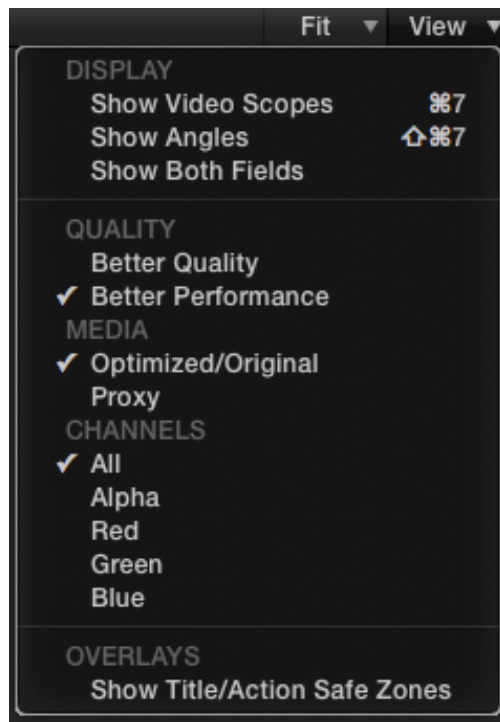 Fit ▼ View ▼
DISPLAY
Show Video Scopes ⌘7
Show Angles ⇧⌘7
Show Both Fields
QUALITY
Better Quality
✓ Better Performance
MEDIA
✓ Optimized/Original
Proxy
CHANNELS
✓ All
Alpha
Red
Green
Blue
OVERLAYS
Show Title/Action Safe Zones